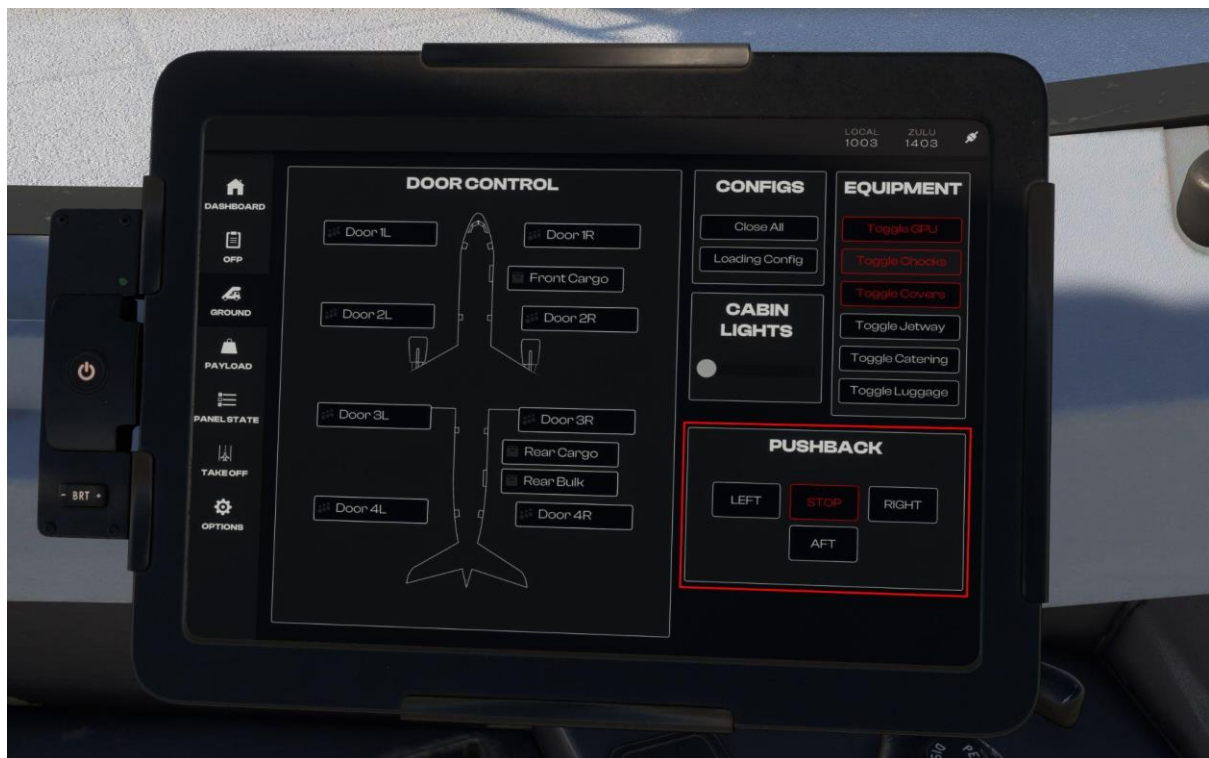 LOCAL ZULU
1003 1403
DASHBOARD
OFP
GROUND
PAYLOAD
PANEL STATE
TAKE OFF
OPTIONS
- BRT +
DOOR CONTROL
Door 1L
Door 1R
Front Cargo
Door 2L
Door 2R
Door 3L
Door 3R
Rear Cargo
Rear Bulk
Door 4L
Door 4R
CONFIGS
Close All
Loading Config
CABIN
LIGHTS
EQUIPMENT
Toggle GPU
Toggle Chocks
Toggle Covers
Toggle Jetway
Toggle Catering
Toggle Luggage
PUSHBACK
LEFT
STOP
RIGHT
AFT